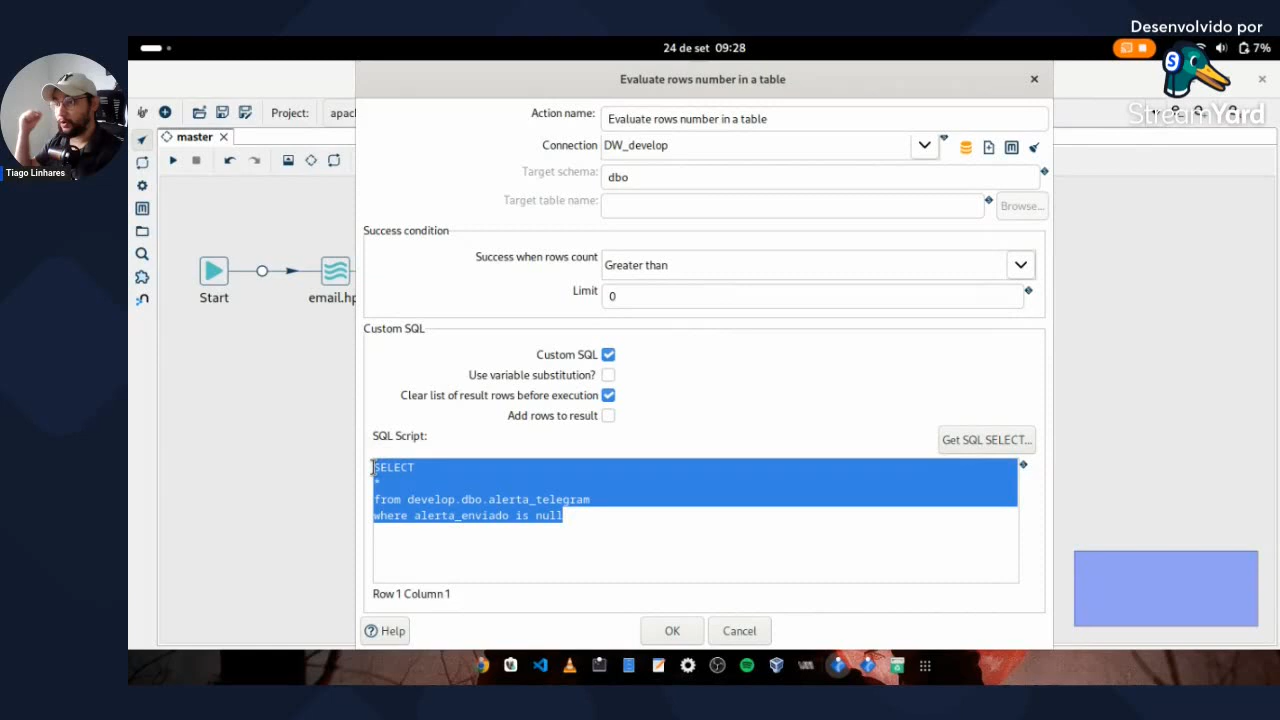 Desenvolvido por
S
StreamYard
24 de set 09:28
7%
Evaluate rows number in a table
Project:
apac
master
Action name:
Evaluate rows number in a table
Connection
DW_develop
Target schema:
dbo
Target table name:
Browse...
Success condition
Success when rows count
Greater than
Limit
0
Custom SQL
Custom SQL
Use variable substitution?
Clear list of result rows before execution
Add rows to result
SQL Script:
Get SQL SELECT...
SELECT
*
from develop.dbo.alerta_telegram
where alerta_enviado is null
Row 1 Column 1
Help
OK
Cancel
Start
email.hp
Tiago Linhares